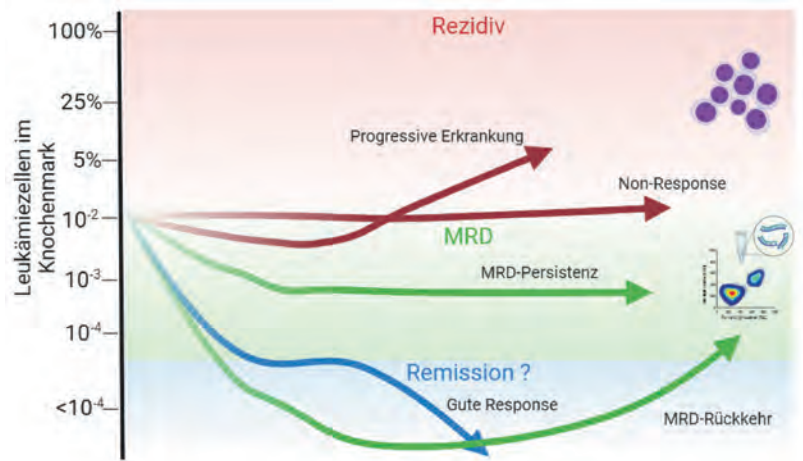 Rezidiv
100%
25%
5%
10⁻²
10⁻³
10⁻⁴
<10⁻⁴
Leukämiezellen im
Knochenmark
Progressive Erkrankung
Non-Response
MRD
MRD-Persistenz
Remission ?
Gute Response
MRD-Rückkehr